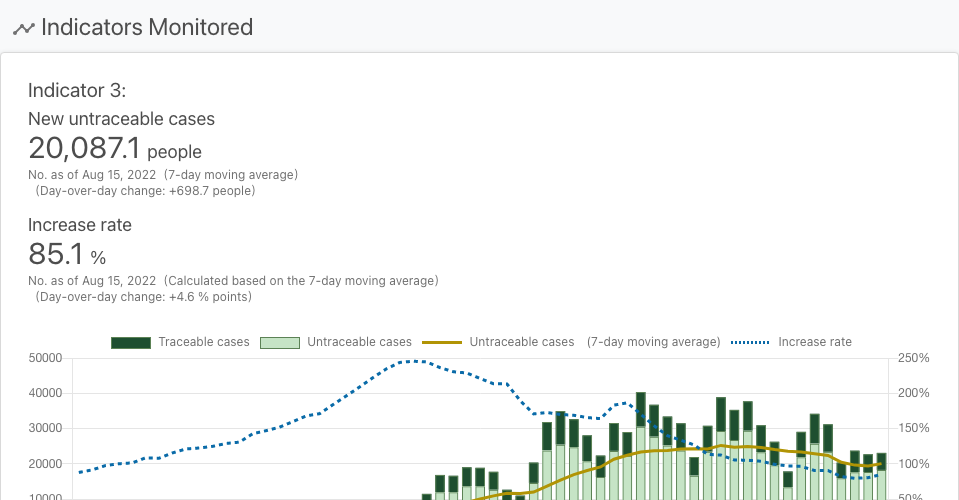 Indicators Monitored
Indicator 3:
New untraceable cases
20,087.1 people
No. as of Aug 15, 2022 (7-day moving average)
(Day-over-day change: +698.7 people)
Increase rate
85.1 %
No. as of Aug 15, 2022 (Calculated based on the 7-day moving average)
(Day-over-day change: +4.6 % points)
Traceable cases Untraceable cases Untraceable cases (7-day moving average) Increase rate
50000 250%
40000 200%
30000 150%
20000 100%
10000 50%